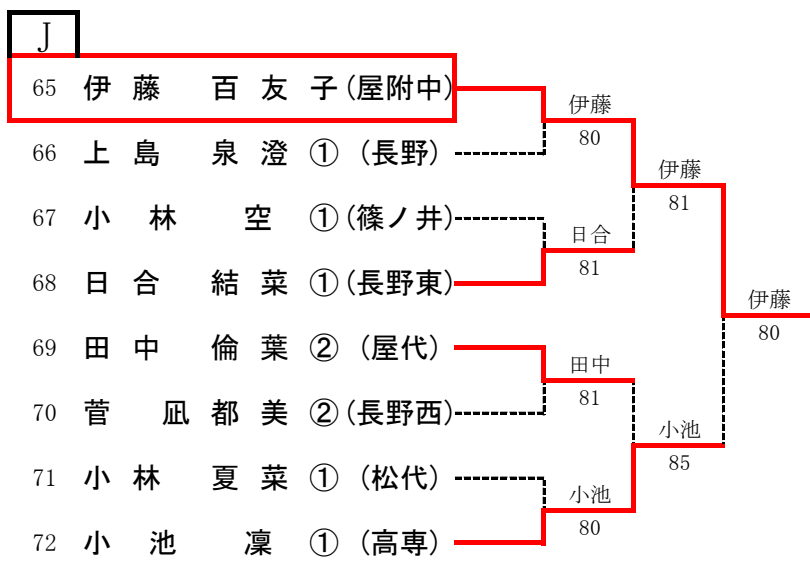 J
65 伊藤 百友子(屋附中)
66 上島 泉澄 ① (長野)
67 小林 空 ①(篠ノ井)
68 日合 結菜 ①(長野東)
69 田中 倫葉 ② (屋代)
70 菅 凪都美 ②(長野西)
71 小林 夏菜 ① (松代)
72 小池 凜 ① (高専)
伊藤
80
日合
81
田中
81
小池
80
伊藤
81
小池
85
伊藤
80